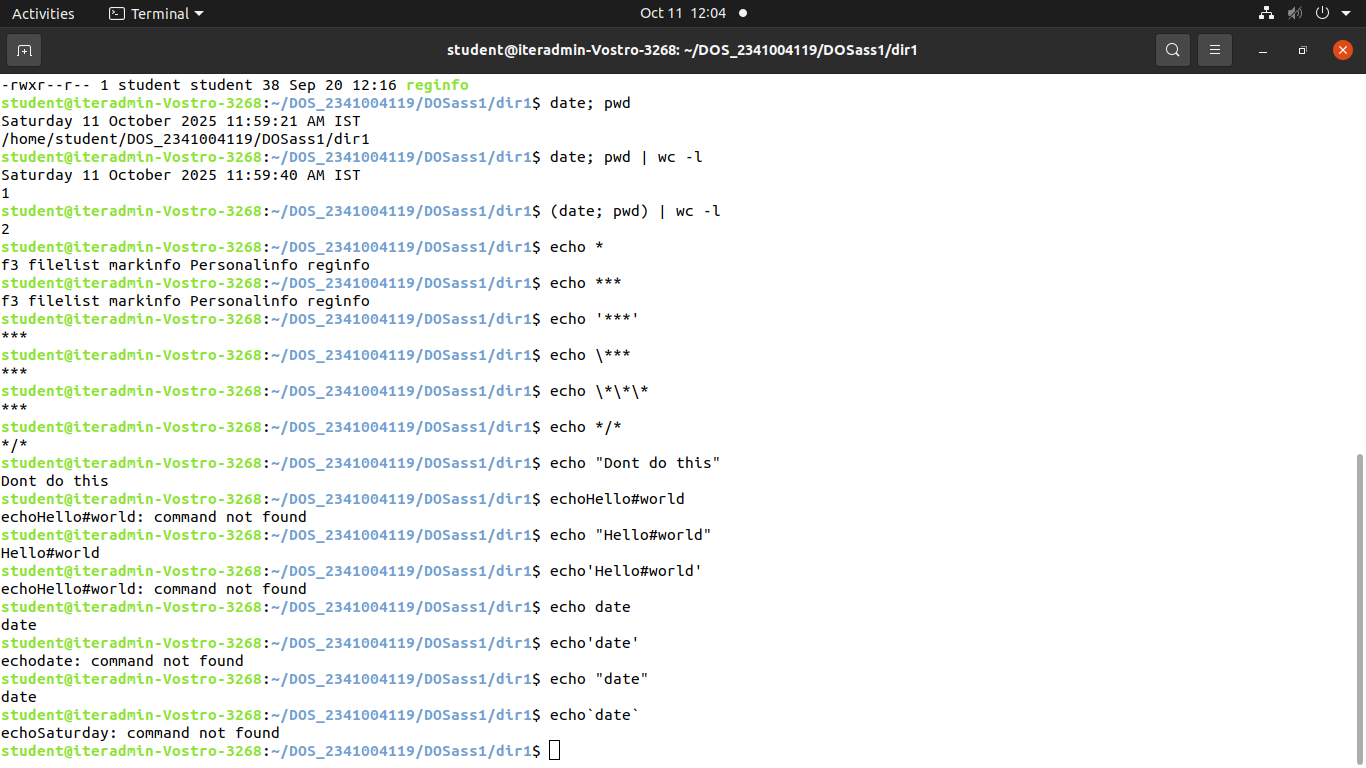 Activities
Terminal
Oct 11 12:04
student@iteradmin-Vostro-3268: ~/DOS_2341004119/DOSass1/dir1
-rwxr--r-- 1 student student 38 Sep 20 12:16 reginfo
student@iteradmin-Vostro-3268:~/DOS_2341004119/DOSass1/dir1$ date; pwd
Saturday 11 October 2025 11:59:21 AM IST
/home/student/DOS_2341004119/DOSass1/dir1
student@iteradmin-Vostro-3268:~/DOS_2341004119/DOSass1/dir1$ date; pwd | wc -l
Saturday 11 October 2025 11:59:40 AM IST
1
student@iteradmin-Vostro-3268:~/DOS_2341004119/DOSass1/dir1$ (date; pwd) | wc -l
2
student@iteradmin-Vostro-3268:~/DOS_2341004119/DOSass1/dir1$ echo *
f3 filelist markinfo Personalinfo reginfo
student@iteradmin-Vostro-3268:~/DOS_2341004119/DOSass1/dir1$ echo ***
f3 filelist markinfo Personalinfo reginfo
student@iteradmin-Vostro-3268:~/DOS_2341004119/DOSass1/dir1$ echo '***'
***
student@iteradmin-Vostro-3268:~/DOS_2341004119/DOSass1/dir1$ echo \***
***
student@iteradmin-Vostro-3268:~/DOS_2341004119/DOSass1/dir1$ echo \*\*\*
***
student@iteradmin-Vostro-3268:~/DOS_2341004119/DOSass1/dir1$ echo */*
*/*
student@iteradmin-Vostro-3268:~/DOS_2341004119/DOSass1/dir1$ echo "Dont do this"
Dont do this
student@iteradmin-Vostro-3268:~/DOS_2341004119/DOSass1/dir1$ echoHello#world
echoHello#world: command not found
student@iteradmin-Vostro-3268:~/DOS_2341004119/DOSass1/dir1$ echo "Hello#world"
Hello#world
student@iteradmin-Vostro-3268:~/DOS_2341004119/DOSass1/dir1$ echo'Hello#world'
echoHello#world: command not found
student@iteradmin-Vostro-3268:~/DOS_2341004119/DOSass1/dir1$ echo date
date
student@iteradmin-Vostro-3268:~/DOS_2341004119/DOSass1/dir1$ echo'date'
echodate: command not found
student@iteradmin-Vostro-3268:~/DOS_2341004119/DOSass1/dir1$ echo "date"
date
student@iteradmin-Vostro-3268:~/DOS_2341004119/DOSass1/dir1$ echo`date`
echoSaturday: command not found
student@iteradmin-Vostro-3268:~/DOS_2341004119/DOSass1/dir1$